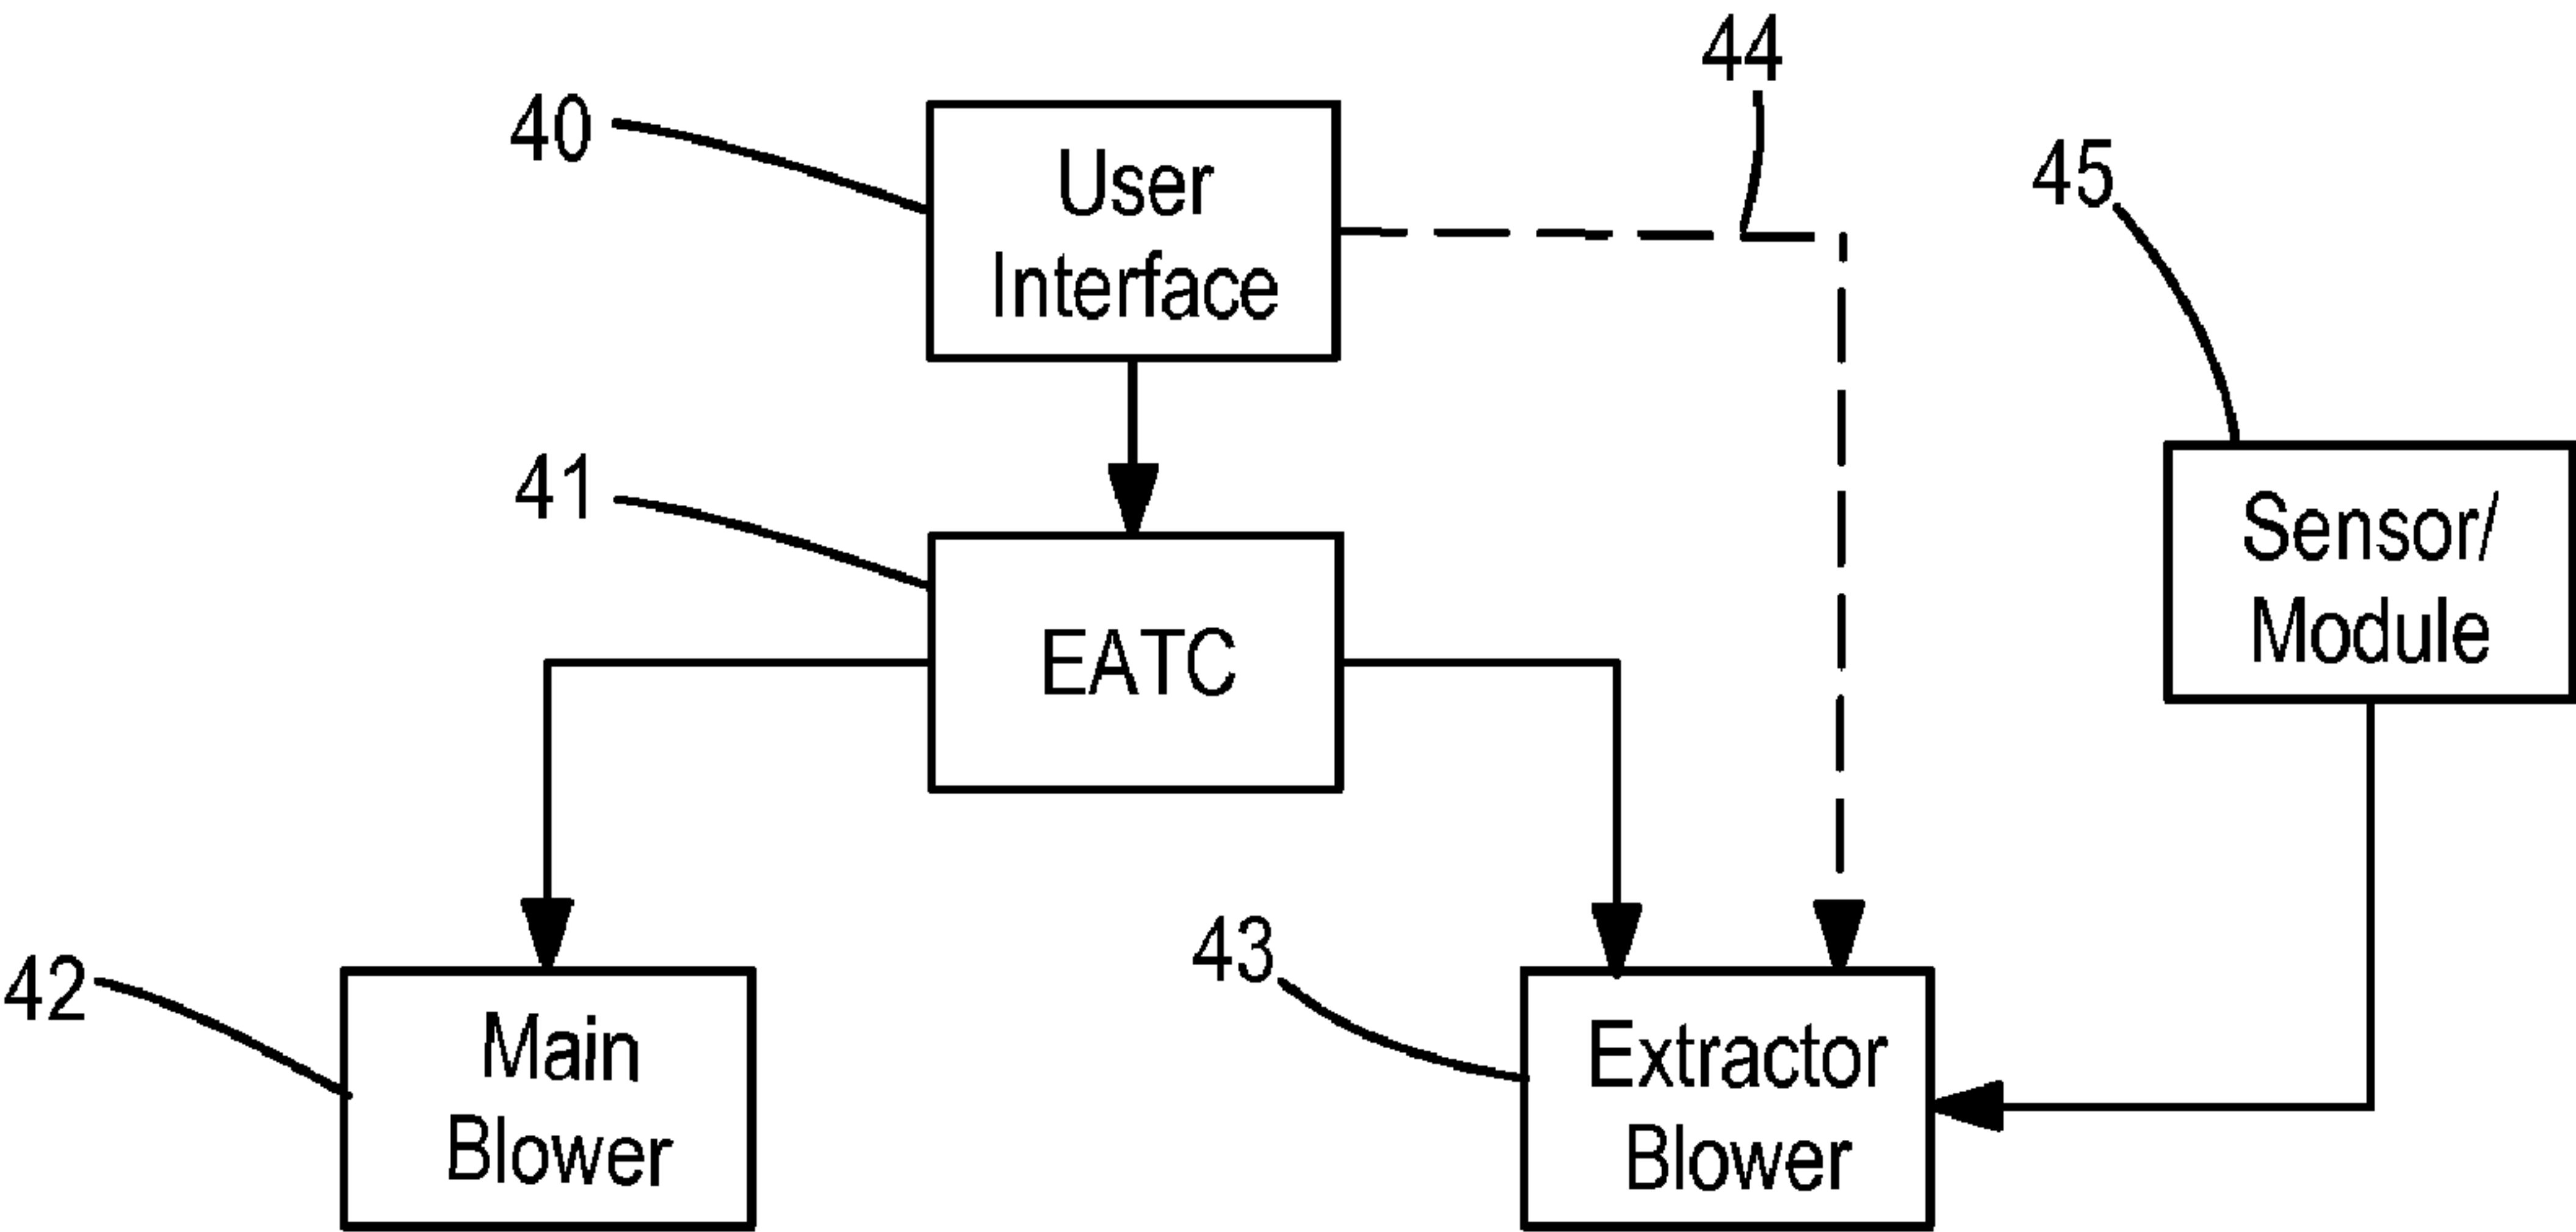 44
40
User
Interface
45
41
EATC
Sensor/
Module
42
Main
Blower
43
Extractor
Blower